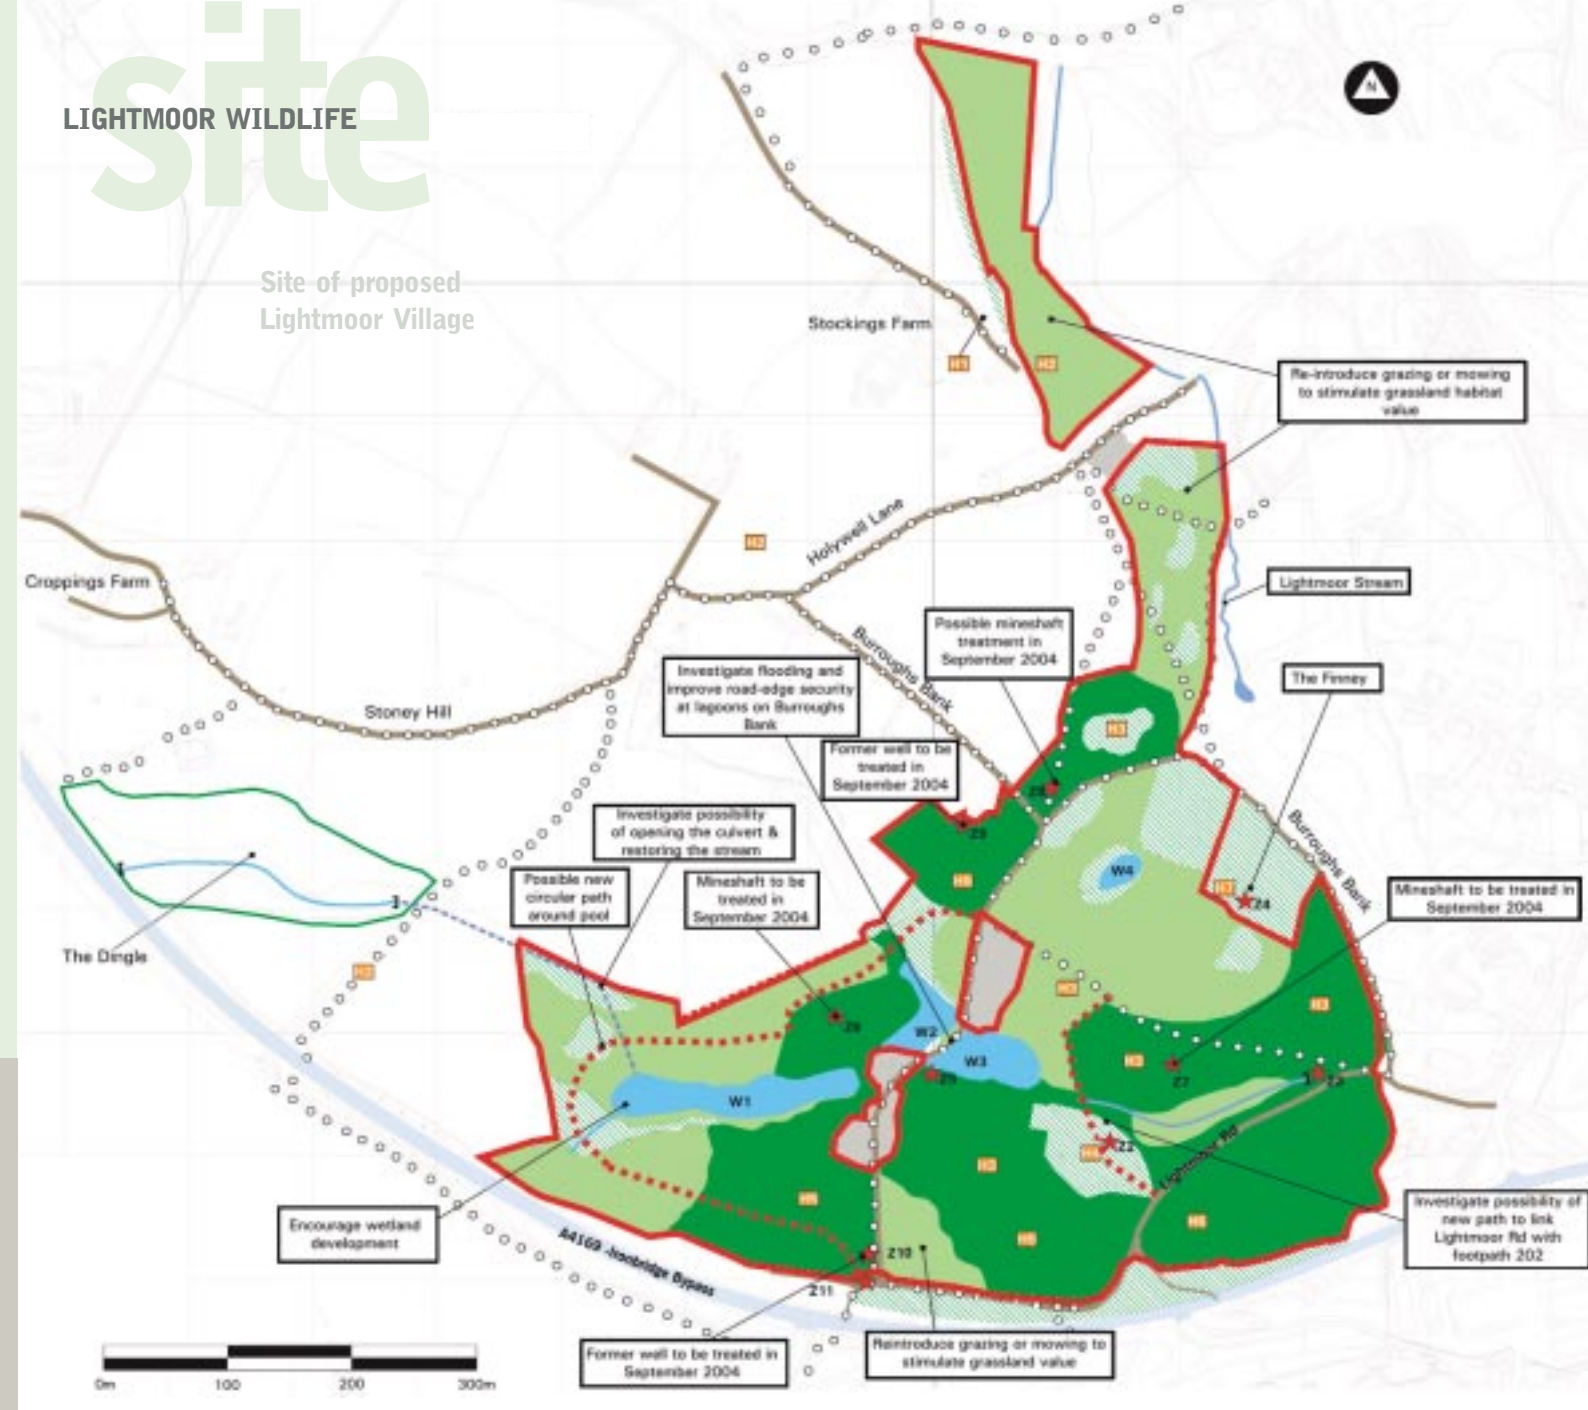 site
LIGHTMOOR WILDLIFE
N
Site of proposed
Lightmoor Village
Stockings Farm
H1
H2
Re-introduce grazing or mowing
to stimulate grassland habitat
value
Holywell Lane
H2
Croppings Farm
Lightmoor Stream
Possible mineshaft
treatment in
September 2004
Burroughs Bank
Investigate flooding and
improve road-edge security
at lagoons on Burroughs
Bank
The Finney
Stoney Hill
Former well to be
treated in
September 2004
Investigate possibility
of opening the culvert &
restoring the stream
Burroughs Bank
W4
Possible new
circular path
around pool
Mineshaft to be
treated in
September 2004
Z4
Mineshaft to be treated in
September 2004
The Dingle
W2
W3
W1
Z7
Lightmoor Rd
Encourage wetland
development
Investigate possibility of
new path to link
Lightmoor Rd with
footpath 202
A4169 -Ironbridge Bypass
Z10
Z11
Former well to be treated in
September 2004
Reintroduce grazing or mowing to
stimulate grassland value
0m
100
200
300m